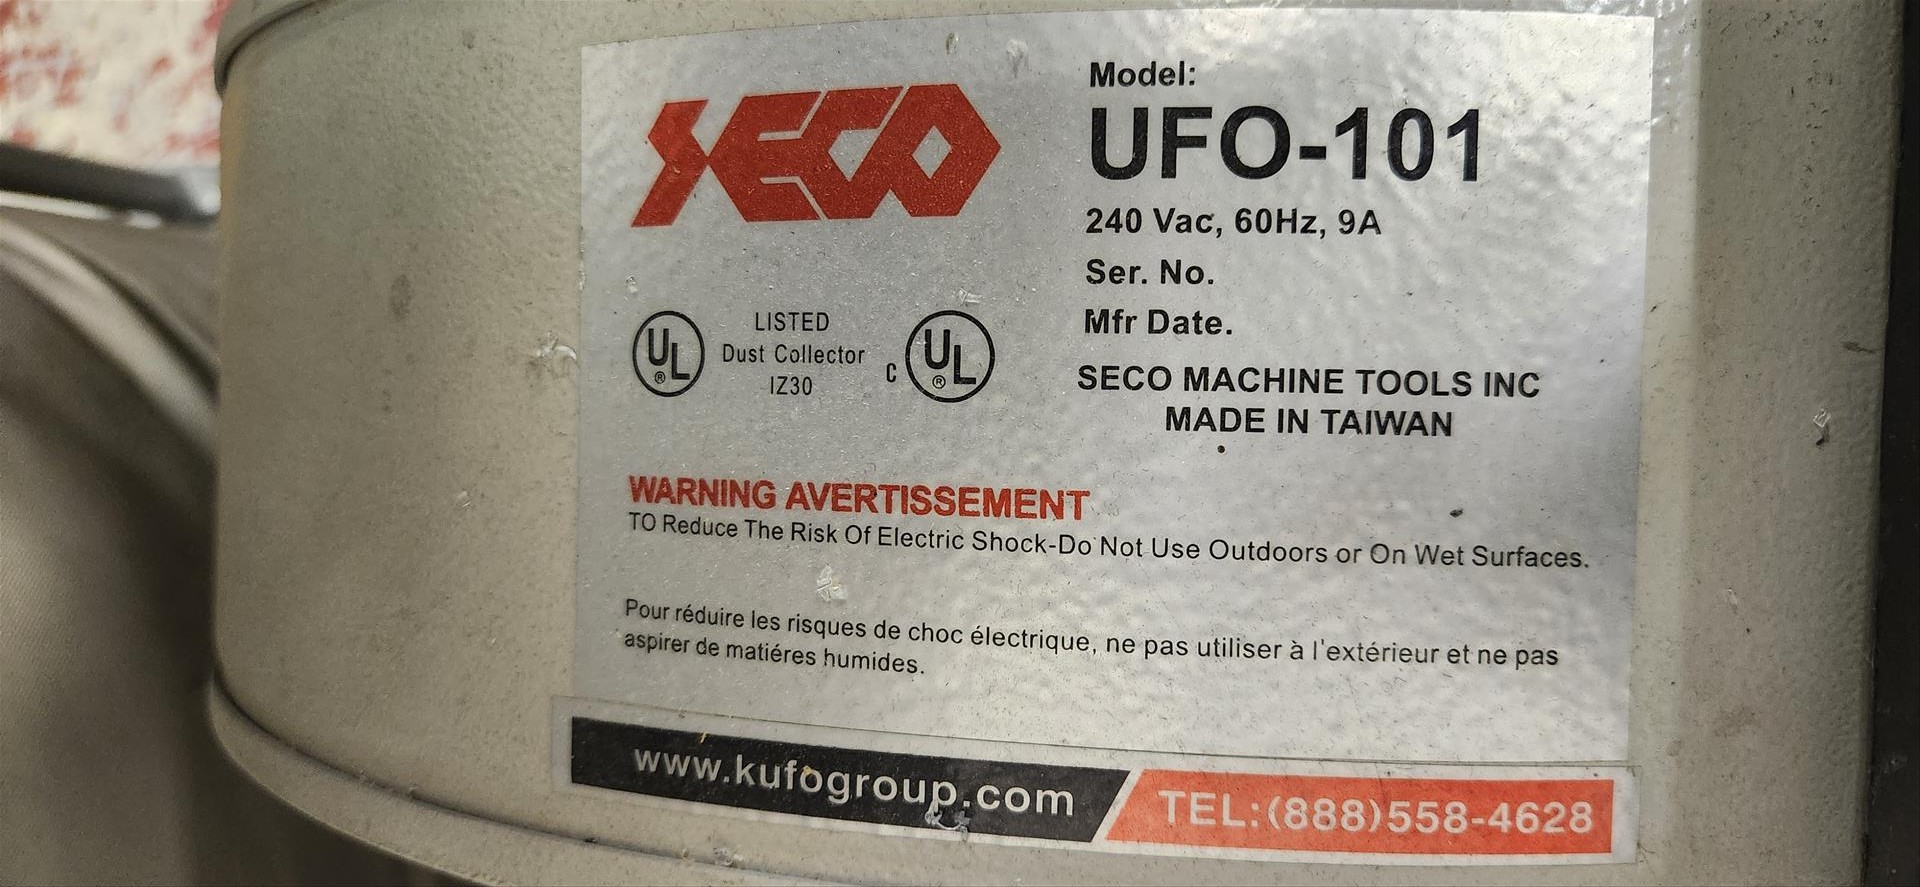 SECO
Model:
UFO-101
240 Vac, 60Hz, 9A
Ser. No.
Mfr Date.
UL ® LISTED
Dust Collector
IZ30
C UL ®
SECO MACHINE TOOLS INC
MADE IN TAIWAN
WARNING AVERTISSEMENT
TO Reduce The Risk Of Electric Shock-Do Not Use Outdoors or On Wet Surfaces.
Pour réduire les risques de choc électrique, ne pas utiliser à l'extérieur et ne pas
aspirer de matiéres humides.
www.kufogroup.com
TEL:(888)558-4628